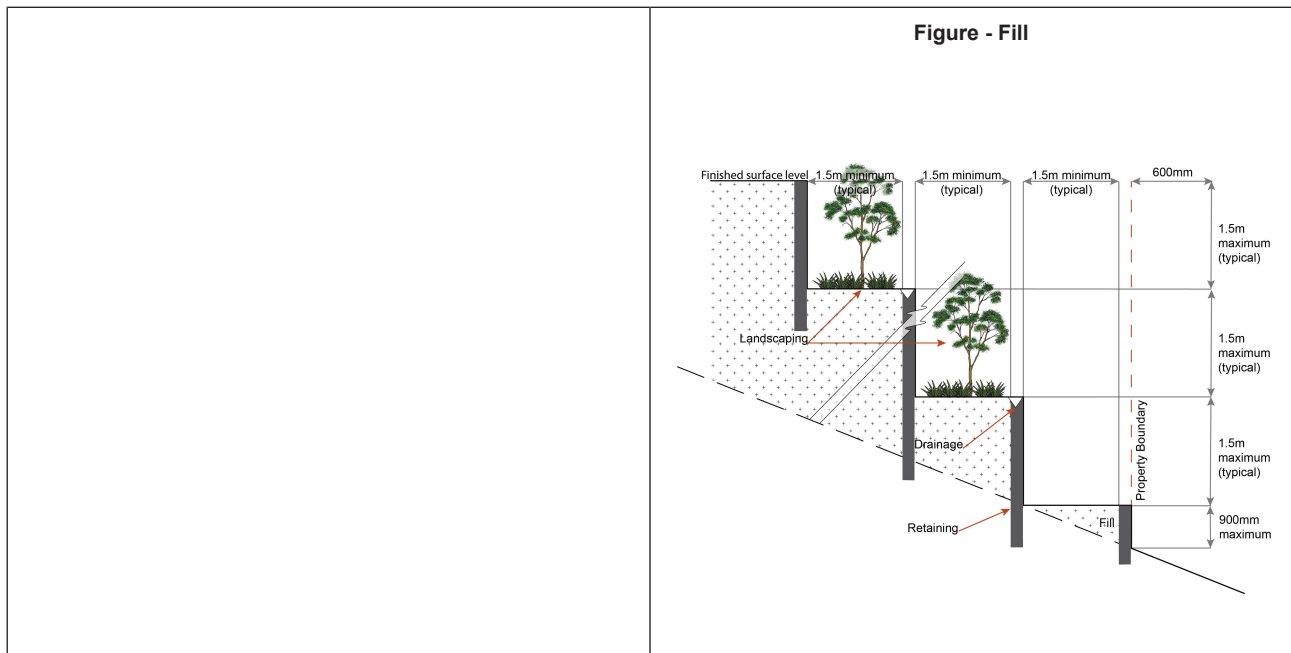 Figure - Fill
Finished surface level
1.5m minimum
(typical)
1.5m minimum
(typical)
1.5m minimum
(typical)
600mm
1.5m
maximum
(typical)
Landscaping
1.5m
maximum
(typical)
Drainage
Property Boundary
1.5m
maximum
(typical)
Retaining
Fill
900mm
maximum